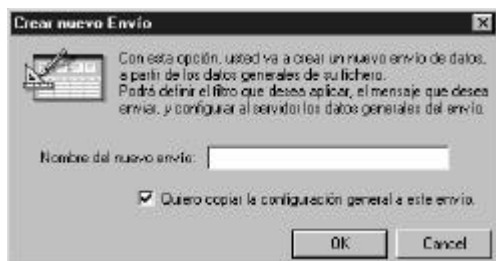 Crear nuevo Envío
Con esta opción, usted va a crear un nuevo envío de datos,
a partir de los datos generales de su fichero.
Podrá definir el filtro que desea aplicar, el mensaje que desea
enviar, y configurar al servidor los datos generales del envío.
Nombre del nuevo envío:
Quiero copiar la configuración general a este envío.
OK Cancel